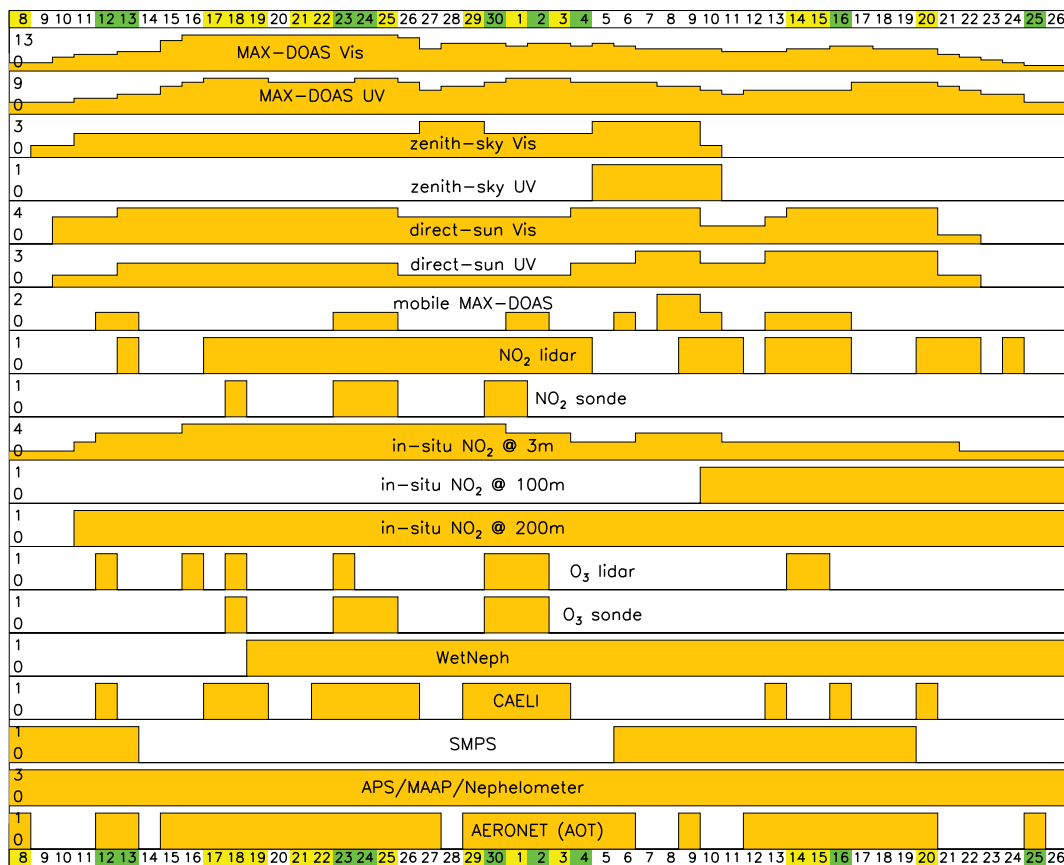 8 9 10 11 12 13 14 15 16 17 18 19 20 21 22 23 24 25 26 27 28 29 30 1 2 3 4 5 6 7 8 9 10 11 12 13 14 15 16 17 18 19 20 21 22 23 24 25 26
13
MAX-DOAS Vis
0
9
MAX-DOAS UV
0
3
zenith-sky Vis
0
1
zenith-sky UV
0
4
direct-sun Vis
0
3
direct-sun UV
0
2
mobile MAX-DOAS
0
1
NO₂ lidar
0
1
NO₂ sonde
0
4
in-situ NO₂ @ 3m
0
1
in-situ NO₂ @ 100m
0
1
in-situ NO₂ @ 200m
0
1
O₃ lidar
0
1
O₃ sonde
0
1
WetNeph
0
1
CAELI
0
1
SMPS
0
3
APS/MAAP/Nephelometer
0
1
AERONET (AOT)
0
8 9 10 11 12 13 14 15 16 17 18 19 20 21 22 23 24 25 26 27 28 29 30 1 2 3 4 5 6 7 8 9 10 11 12 13 14 15 16 17 18 19 20 21 22 23 24 25 26